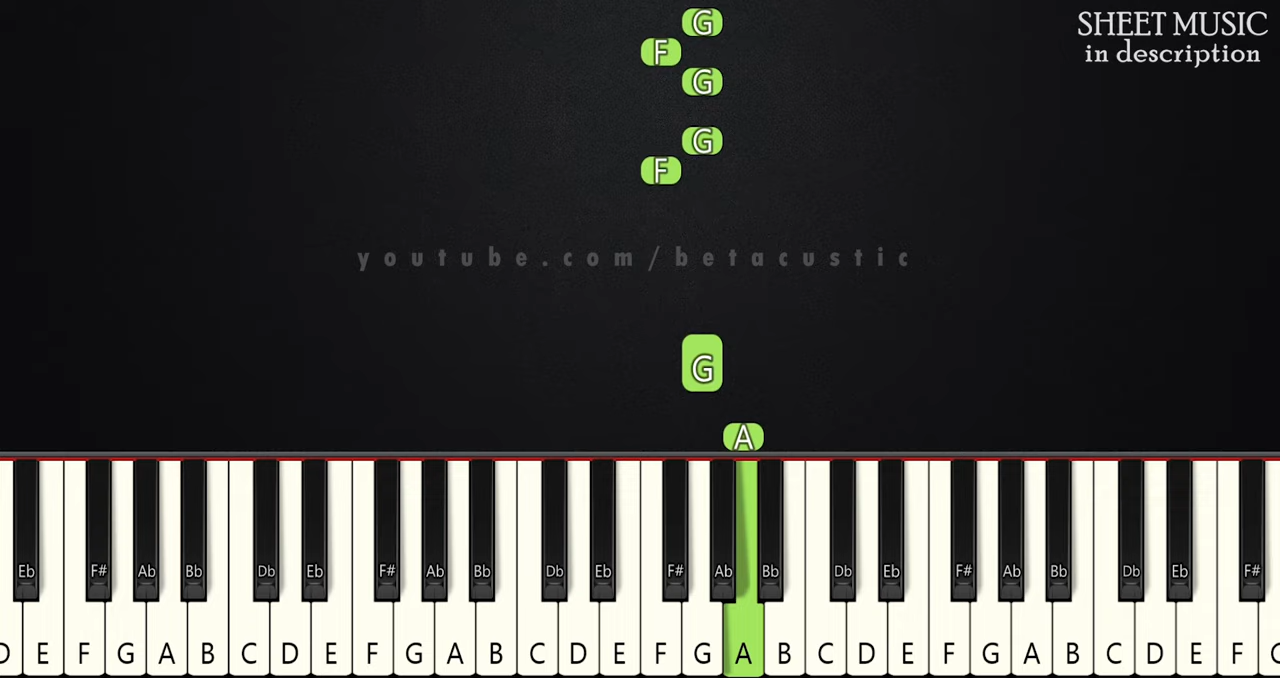 SHEET MUSIC
in description
G
F
G
G
F
youtube.com/betacustic
G
A
Eb F# Ab Bb Db Eb F# Ab Bb Db Eb F# Ab Bb Db Eb F# Ab Bb Db Eb F#
D E F G A B C D E F G A B C D E F G A B C D E F G A B C D E F